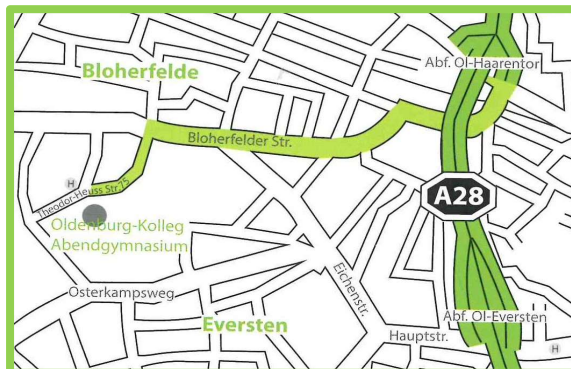 Abf. Ol-Haarentor
Bloherfelde
Bloherfelder Str.
H
Theodor-Heuss Str 75
A28
Oldenburg-Kolleg
Abendgymnasium
Osterkampsweg
Eichenstr.
Abf. Ol-Eversten
Eversten
Hauptstr.
H